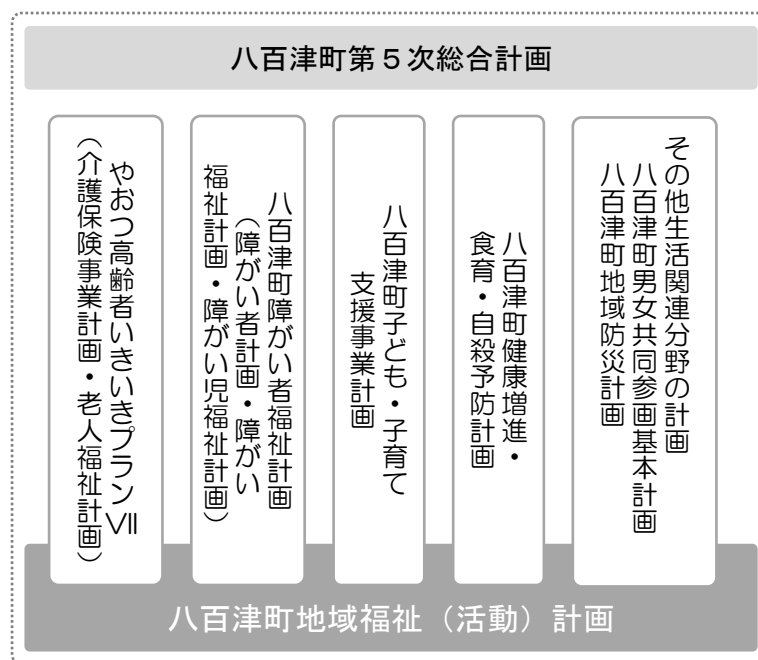 八百津町第５次総合計画
やおつ高齢者いきいきプランⅦ
（介護保険事業計画・老人福祉計画）
八百津町障がい者福祉計画
（障がい者計画・障がい
福祉計画・障がい児福祉計画）
八百津町子ども・子育て
支援事業計画
八百津町健康増進・
食育・自殺予防計画
その他生活関連分野の計画
八百津町男女共同参画基本計画
八百津町地域防災計画
八百津町地域福祉（活動）計画